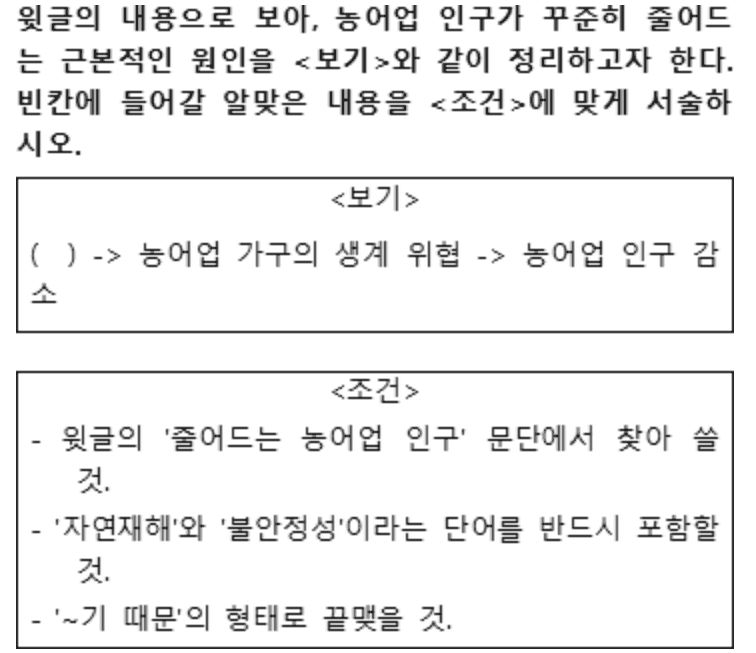 윗글의 내용으로 보아, 농어업 인구가 꾸준히 줄어드
는 근본적인 원인을 <보기>와 같이 정리하고자 한다.
빈칸에 들어갈 알맞은 내용을 <조건>에 맞게 서술하
시오.
<보기>
( ) -> 농어업 가구의 생계 위협 -> 농어업 인구 감
소
<조건>
- 윗글의 '줄어드는 농어업 인구' 문단에서 찾아 쓸
것.
- '자연재해'와 '불안정성'이라는 단어를 반드시 포함할
것.
- '~기 때문'의 형태로 끝맺을 것.